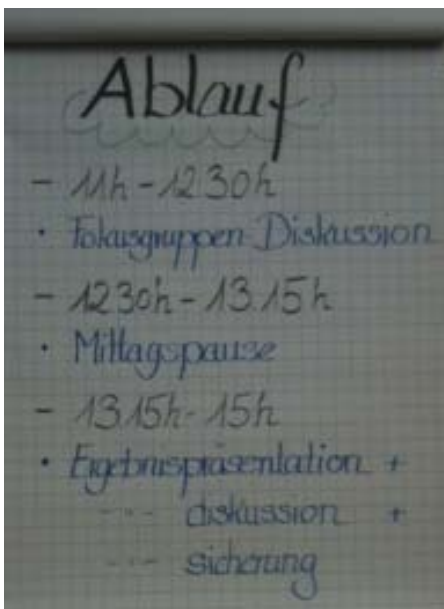 Ablauf
- 11h - 12 30h
• Fokusgruppen Diskussion
- 12 30h - 13.15h
• Mittagspause
- 13.15h - 15h
• Ergebnispräsentation +
-"- diskussion +
-"- sicherung